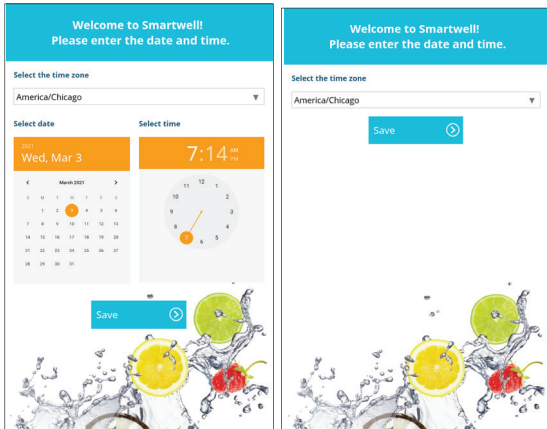 Welcome to Smartwell!
Please enter the date and time.
Select the time zone
America/Chicago
Select date
Select time
2021
Wed, Mar 3
7:14 AM
PM
March 2021
S M T W T F S
1 2 3 4 5 6
7 8 9 10 11 12 13
14 15 16 17 18 19 20
21 22 23 24 25 26 27
28 29 30 31
12
11 1
10 2
9 3
8 4
7 6 5
Save
Welcome to Smartwell!
Please enter the date and time.
Select the time zone
America/Chicago
Save